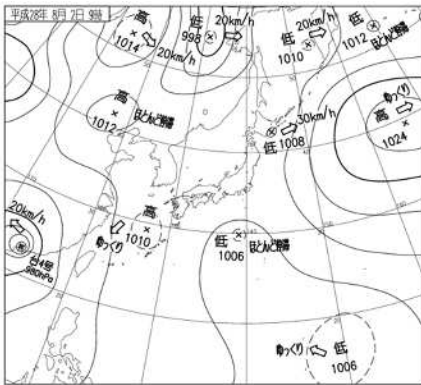 平成28年 8月 2日 9時
高
1014
20km/h
低
998
20km/h
低
1010
20km/h
低
1012
ほとんど停滞
高
1012
ほとんど停滞
低
1008
30km/h
ゆっくり
高
1024
20km/h
台4号
980hPa
高
1010
ゆっくり
低
1006
ほとんど停滞
ゆっくり
低
1006